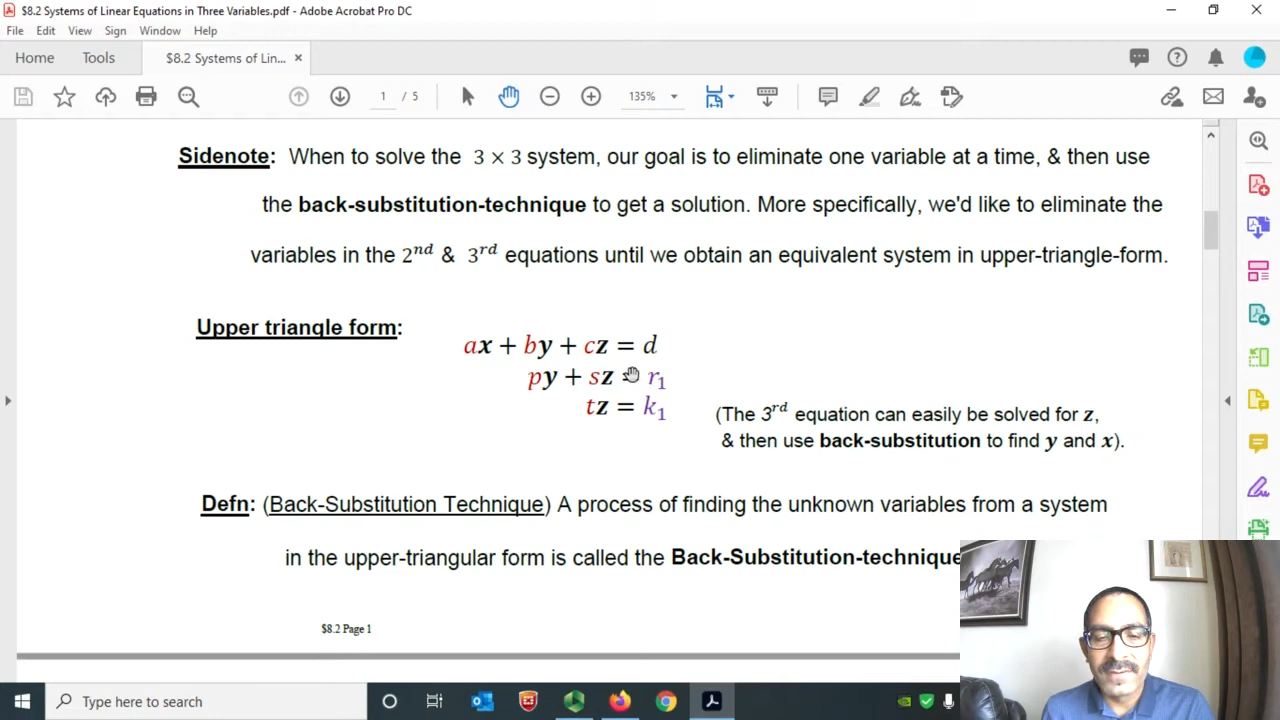 $8.2 Systems of Linear Equations in Three Variables.pdf - Adobe Acrobat Pro DC
File Edit View Sign Window Help
Home Tools $8.2 Systems of Lin... ×
1 / 5 135%
Sidenote: When to solve the 3 × 3 system, our goal is to eliminate one variable at a time, & then use
the back-substitution-technique to get a solution. More specifically, we'd like to eliminate the
variables in the 2ⁿᵈ & 3ʳᵈ equations until we obtain an equivalent system in upper-triangle-form.
Upper triangle form:
ax + by + cz = d
py + sz = r₁
tz = k₁
(The 3ʳᵈ equation can easily be solved for z,
& then use back-substitution to find y and x).
Defn: (Back-Substitution Technique) A process of finding the unknown variables from a system
in the upper-triangular form is called the Back-Substitution-technique
$8.2 Page 1
Type here to search